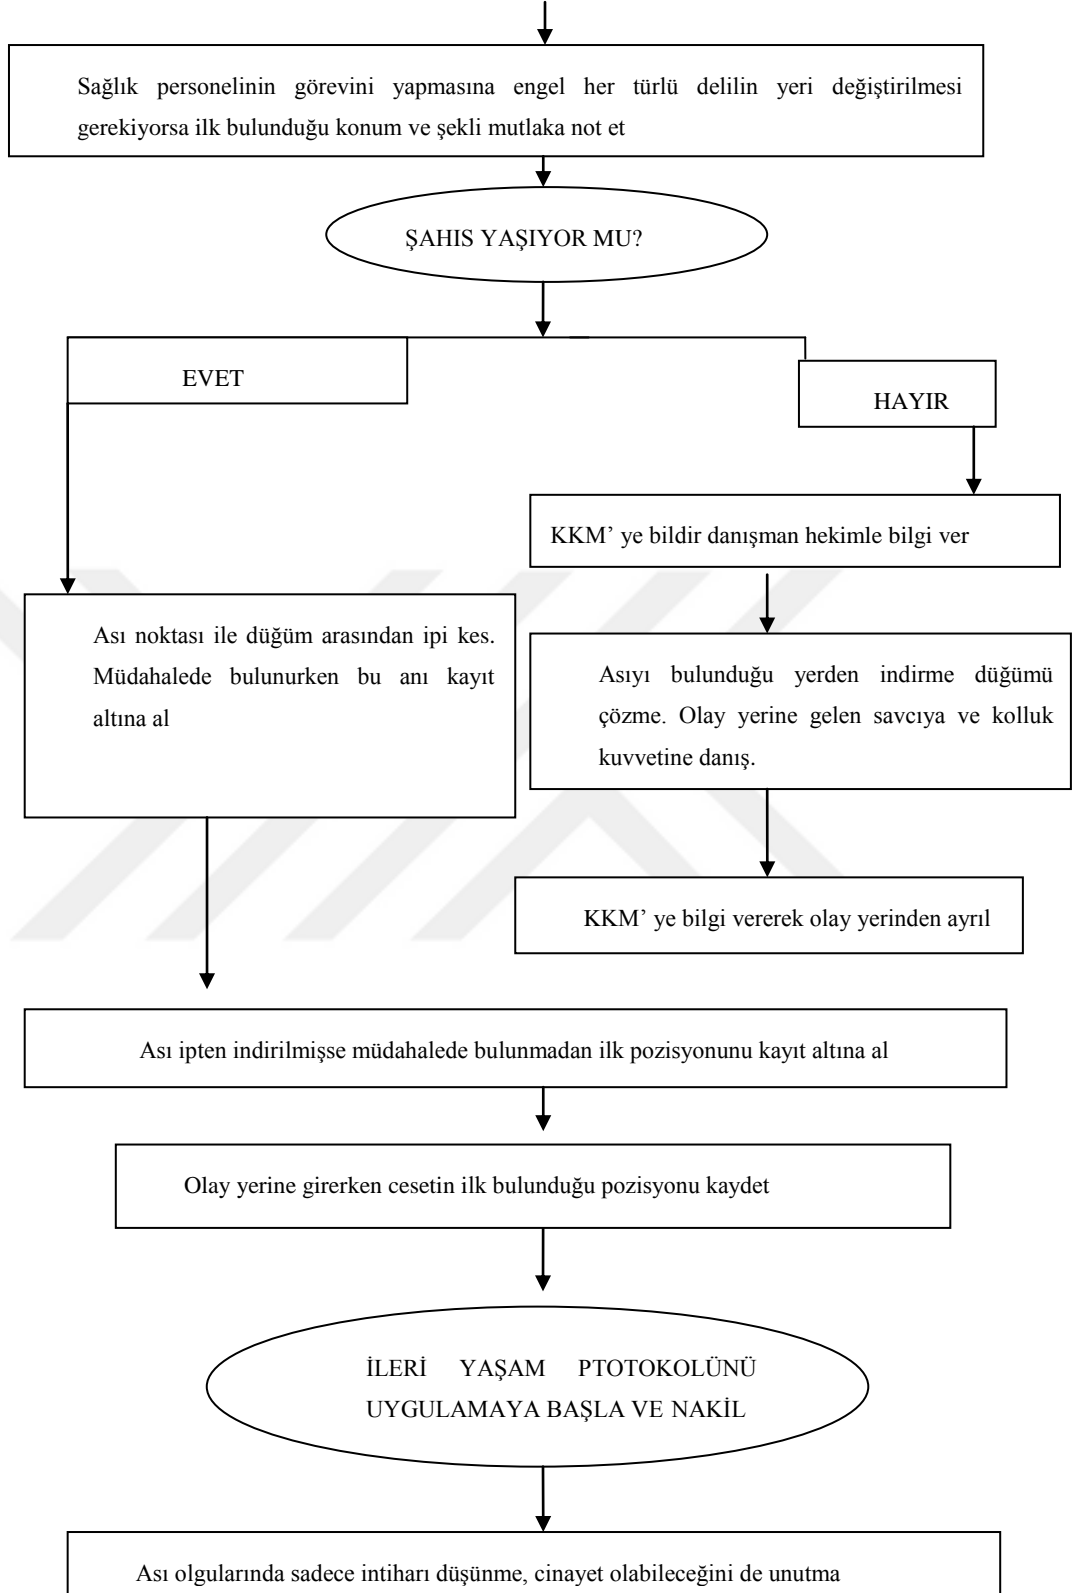 Sağlık personelinin görevini yapmasına engel her türlü delilin yeri değiştirilmesi
gerekiyorsa ilk bulunduğu konum ve şekli mutlaka not et
ŞAHIS YAŞIYOR MU?
EVET
HAYIR
KKM’ ye bildir danışman hekimle bilgi ver
Ası noktası ile düğüm arasından ipi kes.
Müdahalede bulunurken bu anı kayıt
altına al
Asıyı bulunduğu yerden indirme düğümü
çözme. Olay yerine gelen savcıya ve kolluk
kuvvetine danış.
KKM’ ye bilgi vererek olay yerinden ayrıl
Ası ipten indirilmişse müdahalede bulunmadan ilk pozisyonunu kayıt altına al
Olay yerine girerken cesetin ilk bulunduğu pozisyonu kaydet
İLERİ YAŞAM PTOTOKOLÜNÜ
UYGULAMAYA BAŞLA VE NAKİL
Ası olgularında sadece intiharı düşünme, cinayet olabileceğini de unutma